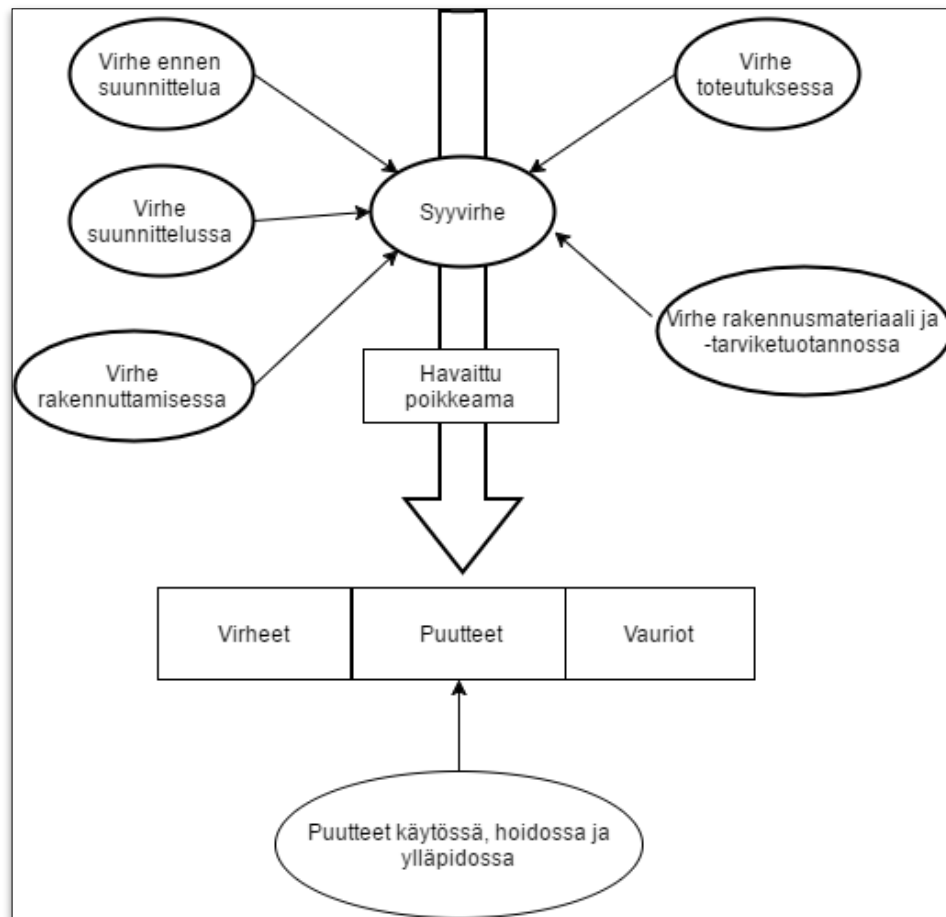 Virhe ennen
suunnittelua
Virhe
toteutuksessa
Virhe
suunnittelussa
Syyvirhe
Virhe rakennusmateriaali ja
-tarviketuotannossa
Virhe
rakennuttamisessa
Havaittu
poikkeama
Virheet
Puutteet
Vauriot
Puutteet käytössä, hoidossa ja
ylläpidossa